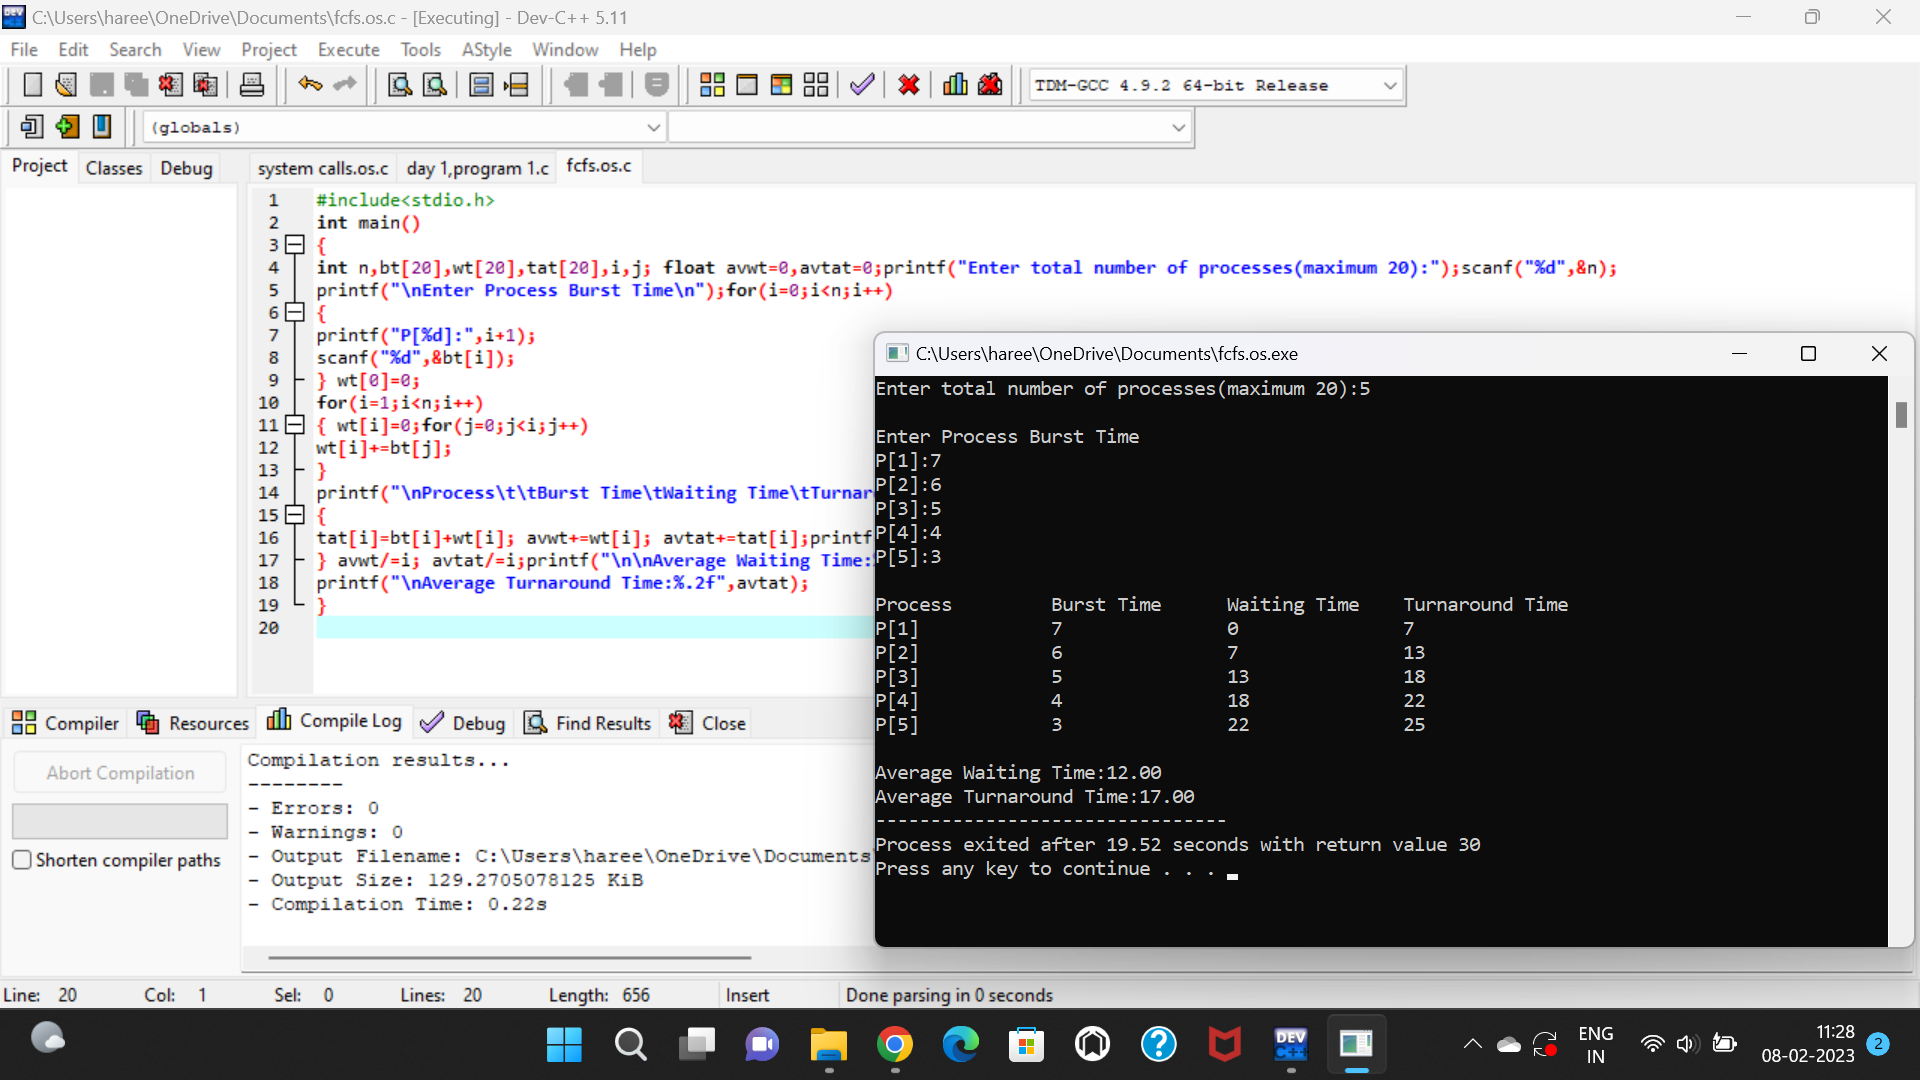 C:\Users\haree\OneDrive\Documents\fcfs.os.c - [Executing] - Dev-C++ 5.11
File Edit Search View Project Execute Tools AStyle Window Help
TDM-GCC 4.9.2 64-bit Release
(globals)
Project Classes Debug system calls.os.c day 1,program 1.c fcfs.os.c
1 #include<stdio.h>
2 int main()
3 {
4 int n,bt[20],wt[20],tat[20],i,j; float avwt=0,avtat=0;printf("Enter total number of processes(maximum 20):");scanf("%d",&n);
5 printf("\nEnter Process Burst Time\n");for(i=0;i<n;i++)
6 {
7 printf("P[%d]:",i+1);
8 scanf("%d",&bt[i]);
9 } wt[0]=0;
10 for(i=1;i<n;i++)
11 { wt[i]=0;for(j=0;j<i;j++)
12 wt[i]+=bt[j];
13 }
14 printf("\nProcess\t\tBurst Time\tWaiting Time\tTurnar
15 {
16 tat[i]=bt[i]+wt[i]; avwt+=wt[i]; avtat+=tat[i];printf
17 } avwt/=i; avtat/=i;printf("\n\nAverage Waiting Time:
18 printf("\nAverage Turnaround Time:%.2f",avtat);
19 }
20
C:\Users\haree\OneDrive\Documents\fcfs.os.exe
Enter total number of processes(maximum 20):5
Enter Process Burst Time
P[1]:7
P[2]:6
P[3]:5
P[4]:4
P[5]:3
Process Burst Time Waiting Time Turnaround Time
P[1] 7 0 7
P[2] 6 7 13
P[3] 5 13 18
P[4] 4 18 22
P[5] 3 22 25
Average Waiting Time:12.00
Average Turnaround Time:17.00
--------------------------------
Process exited after 19.52 seconds with return value 30
Press any key to continue . . .
Compiler Resources Compile Log Debug Find Results Close
Abort Compilation
Shorten compiler paths
Compilation results...
--------
- Errors: 0
- Warnings: 0
- Output Filename: C:\Users\haree\OneDrive\Documents
- Output Size: 129.2705078125 KiB
- Compilation Time: 0.22s
Line: 20 Col: 1 Sel: 0 Lines: 20 Length: 656 Insert Done parsing in 0 seconds
DEV C++
ENG
IN
11:28
08-02-2023
2